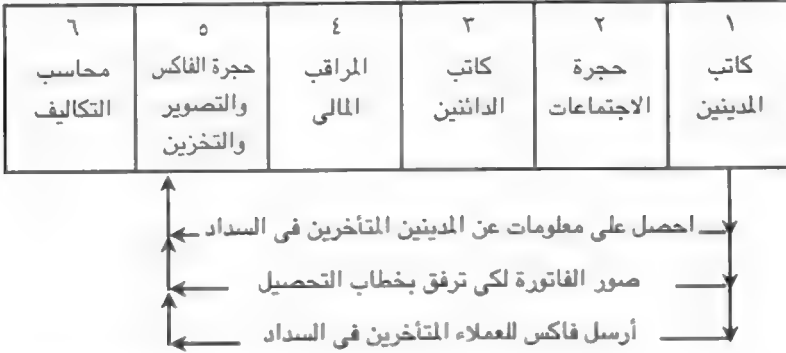 ١ ٢ ٣ ٤ ٥ ٦
كاتب حجرة كاتب المراقب حجرة الفاكس محاسب
المدينين الاجتماعات الدائنين المالى والتصوير التكاليف
والتخزين
احصل على معلومات عن المدينين المتأخرين فى السداد
صور الفاتورة لكى ترفق بخطاب التحصيل
أرسل فاكس للعملاء المتأخرين فى السداد